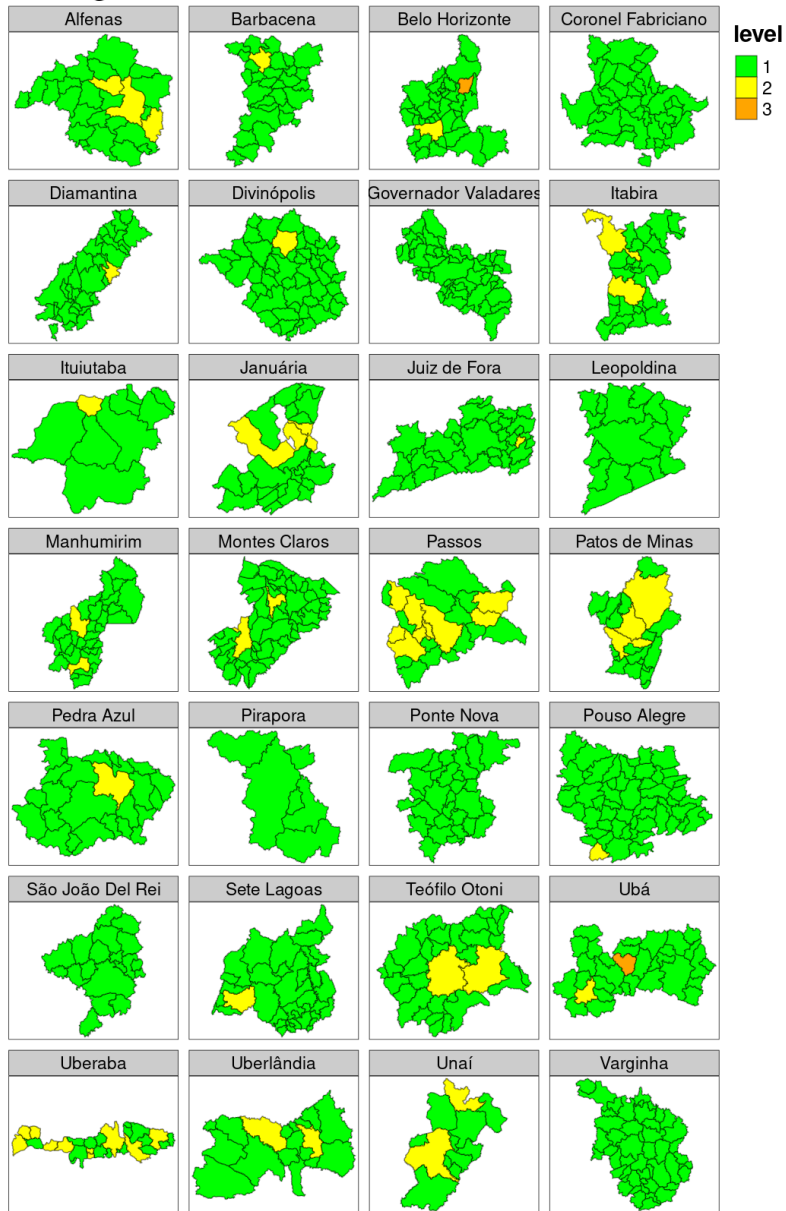 Alfenas
Barbacena
Belo Horizonte
Coronel Fabriciano
level
1
2
3
Diamantina
Divinópolis
Governador Valadares
Itabira
Ituiutaba
Januária
Juiz de Fora
Leopoldina
Manhumirim
Montes Claros
Passos
Patos de Minas
Pedra Azul
Pirapora
Ponte Nova
Pouso Alegre
São João Del Rei
Sete Lagoas
Teófilo Otoni
Ubá
Uberaba
Uberlândia
Unaí
Varginha